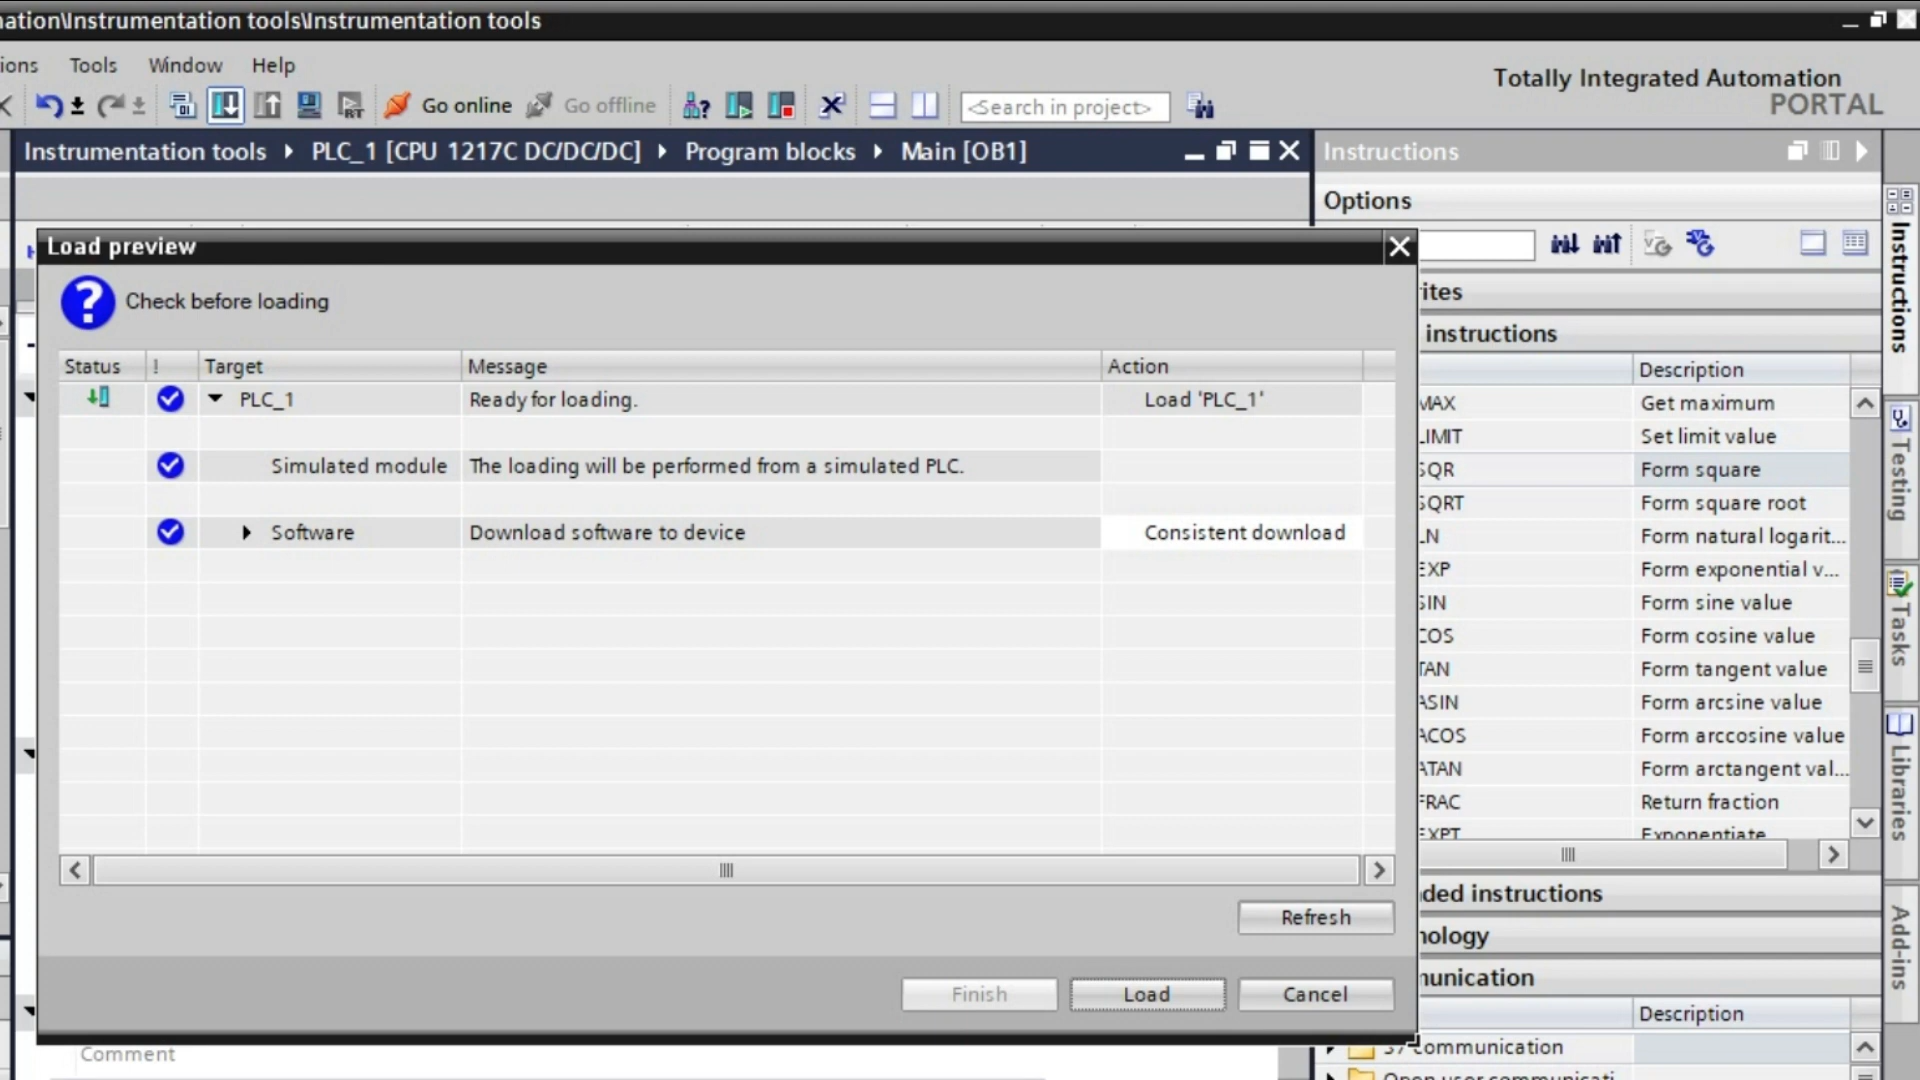 ation\Instrumentation tools\Instrumentation tools
ions Tools Window Help
Totally Integrated Automation
PORTAL
Go online Go offline <Search in project>
Instrumentation tools PLC_1 [CPU 1217C DC/DC/DC] Program blocks Main [OB1]
Instructions
Options
Load preview
Check before loading
Status ! Target Message Action
PLC_1 Ready for loading. Load 'PLC_1'
Simulated module The loading will be performed from a simulated PLC.
Software Download software to device Consistent download
Refresh
Finish Load Cancel
Comment
ites
instructions
Description
MAX Get maximum
LIMIT Set limit value
SQR Form square
SQRT Form square root
LN Form natural logarit...
EXP Form exponential v...
SIN Form sine value
COS Form cosine value
TAN Form tangent value
ASIN Form arcsine value
ACOS Form arccosine value
ATAN Form arctangent val...
FRAC Return fraction
EXPT Exponentiate
ded instructions
nology
unication
Description
S7 communication
Open user communicati
Instructions
Testing
Tasks
Libraries
Add-ins